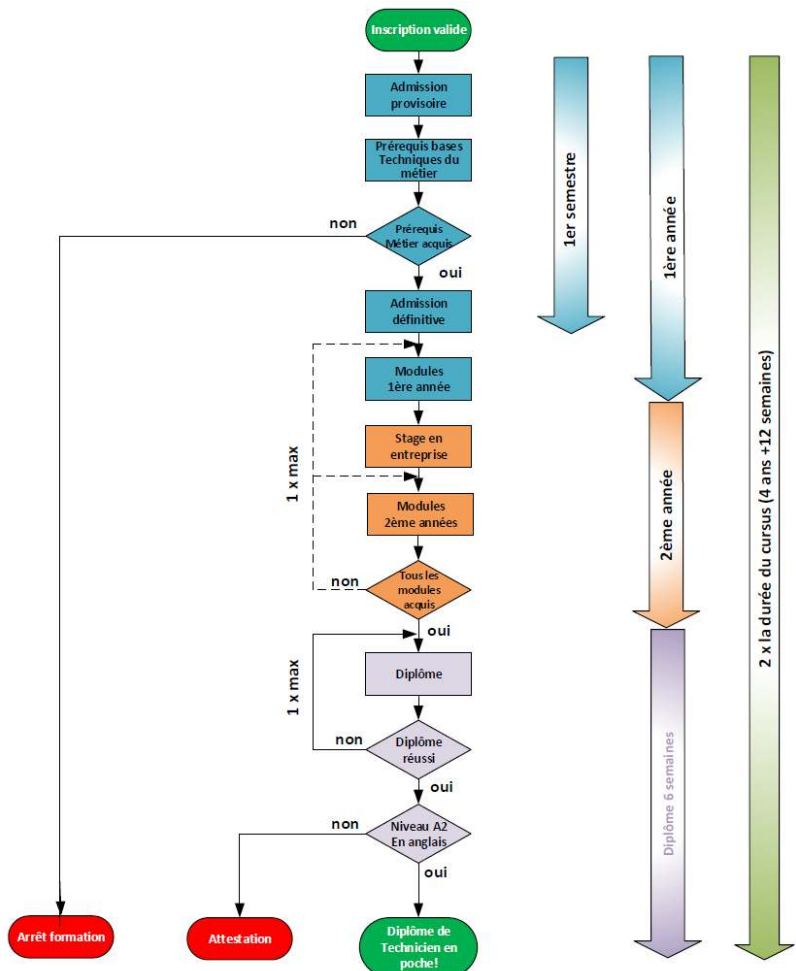 Inscription valide
Admission
provisoire
Prérequis bases
Techniques du
métier
non
Prérequis
Métier acquis
oui
Admission
définitive
Modules
1ère année
Stage en
entreprise
1 x max
Modules
2ème années
non
Tous les
modules
acquis
oui
Diplôme
1 x max
non
Diplôme
réussi
oui
non
Niveau A2
En anglais
oui
Arrêt formation
Attestation
Diplôme de
Technicien en
poche!
1er semestre
1ère année
2ème année
Diplôme 6 semaines
2 x la durée du cursus (4 ans +12 semaines)